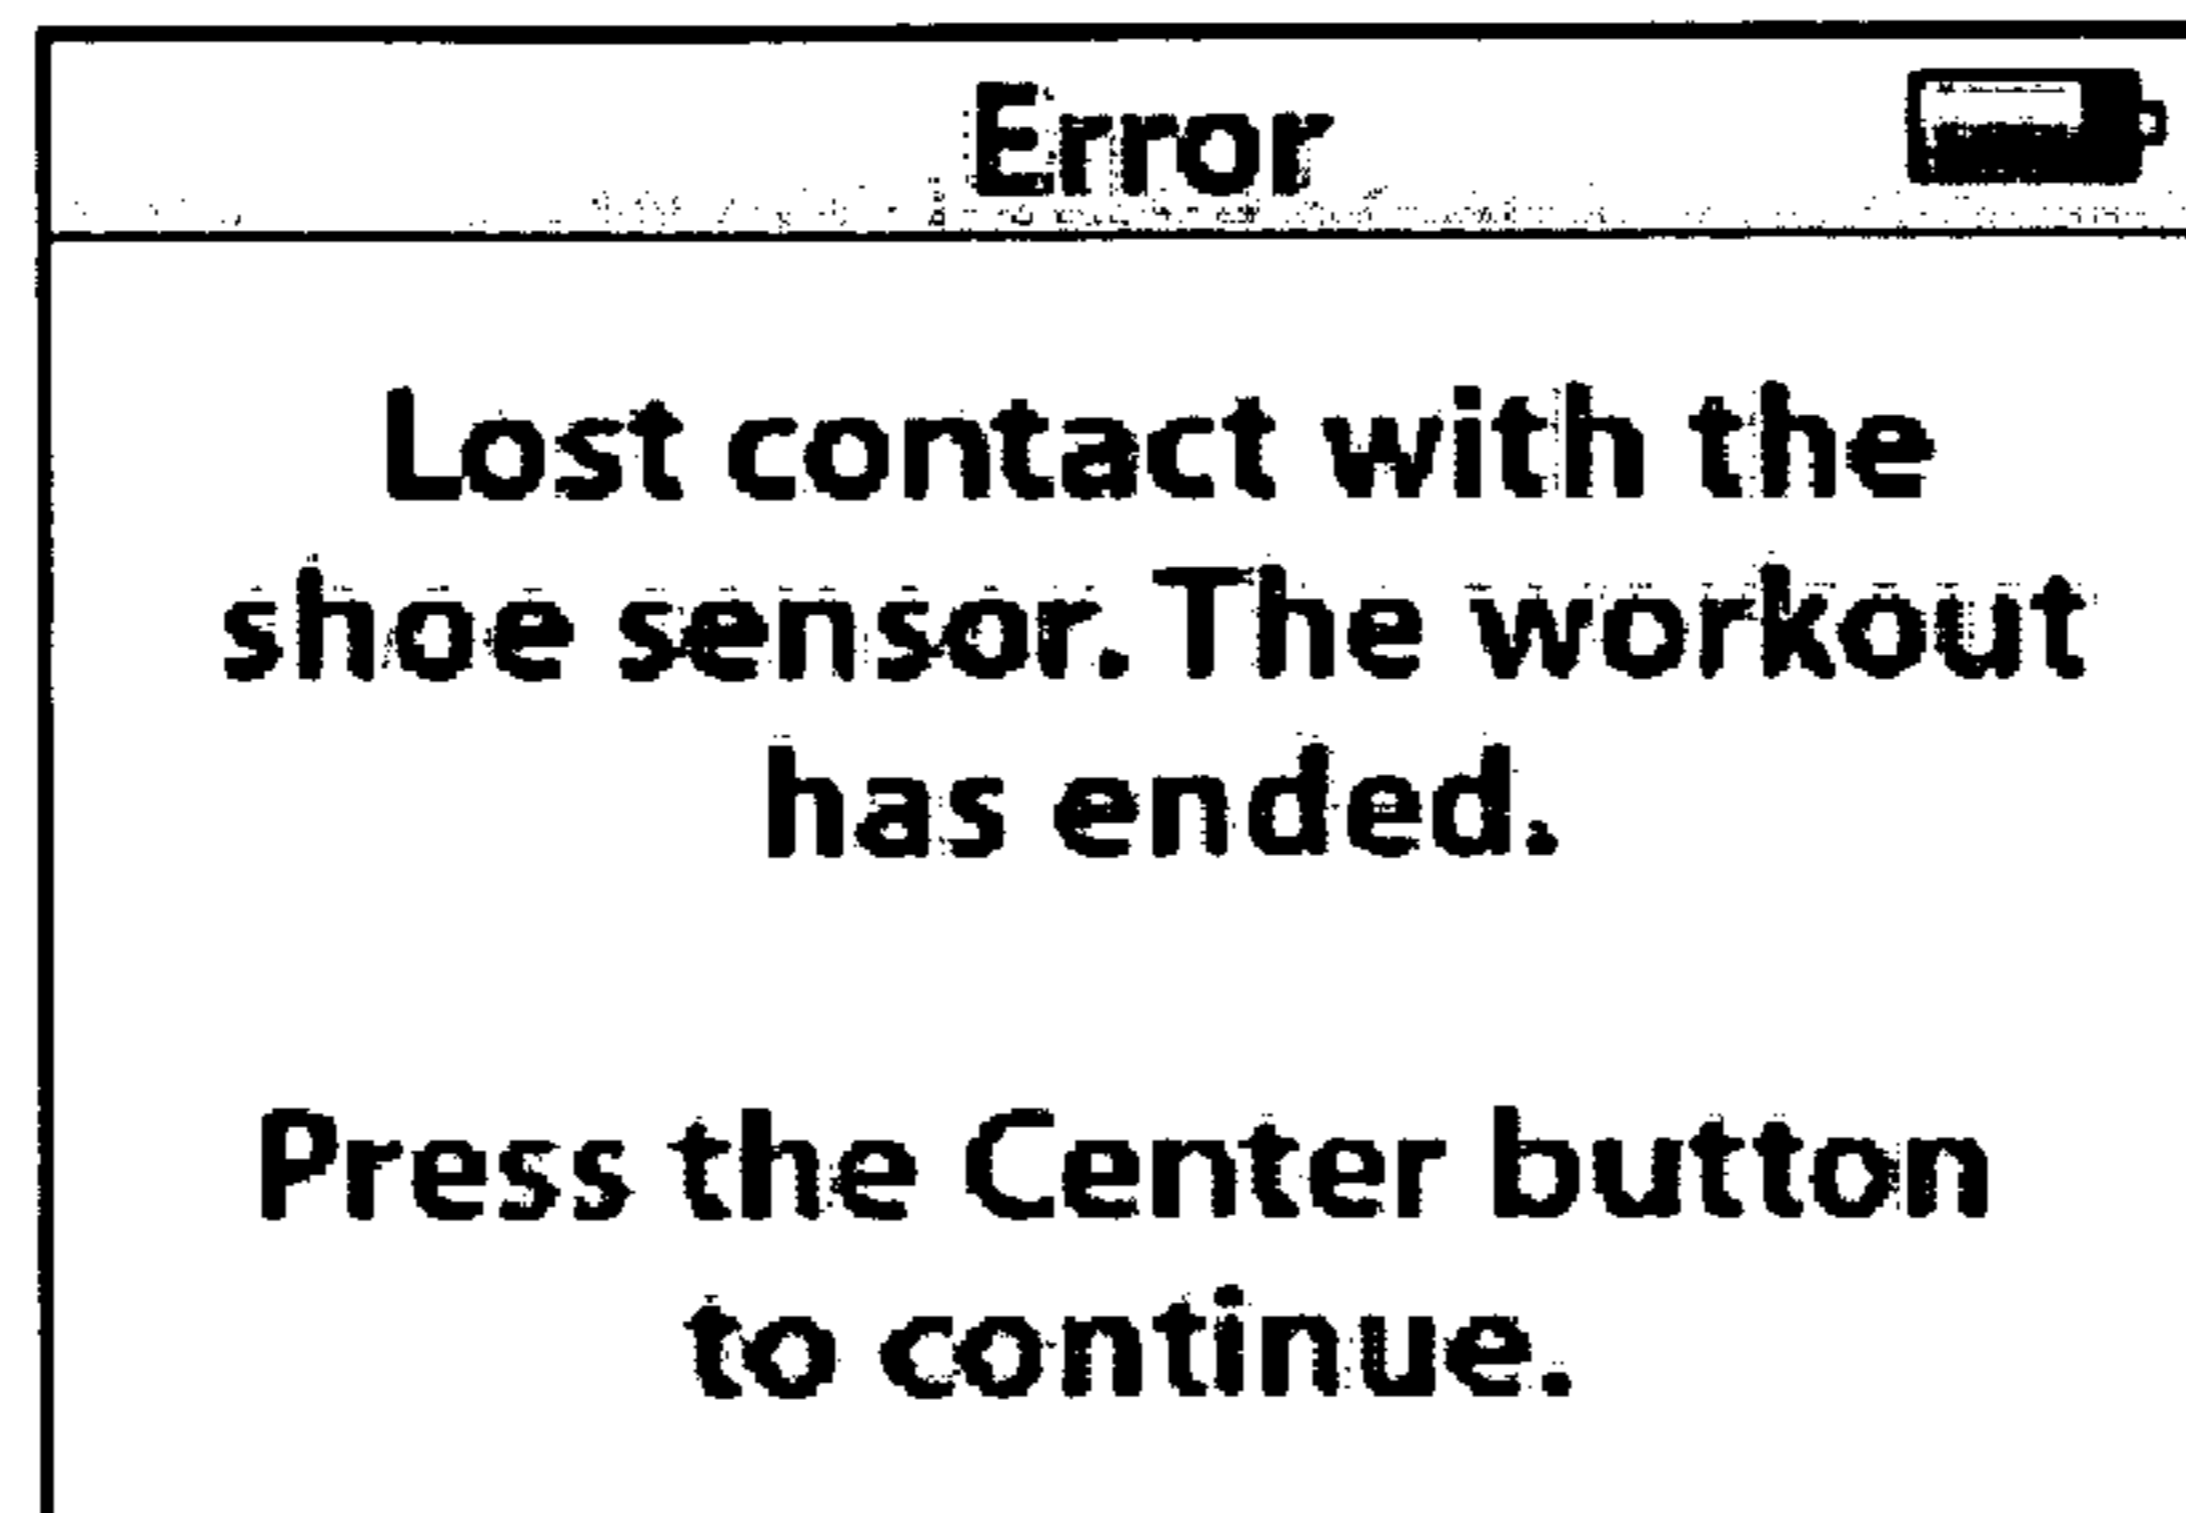 Error
Lost contact with the
shoe sensor. The workout
has ended.
Press the Center button
to continue.